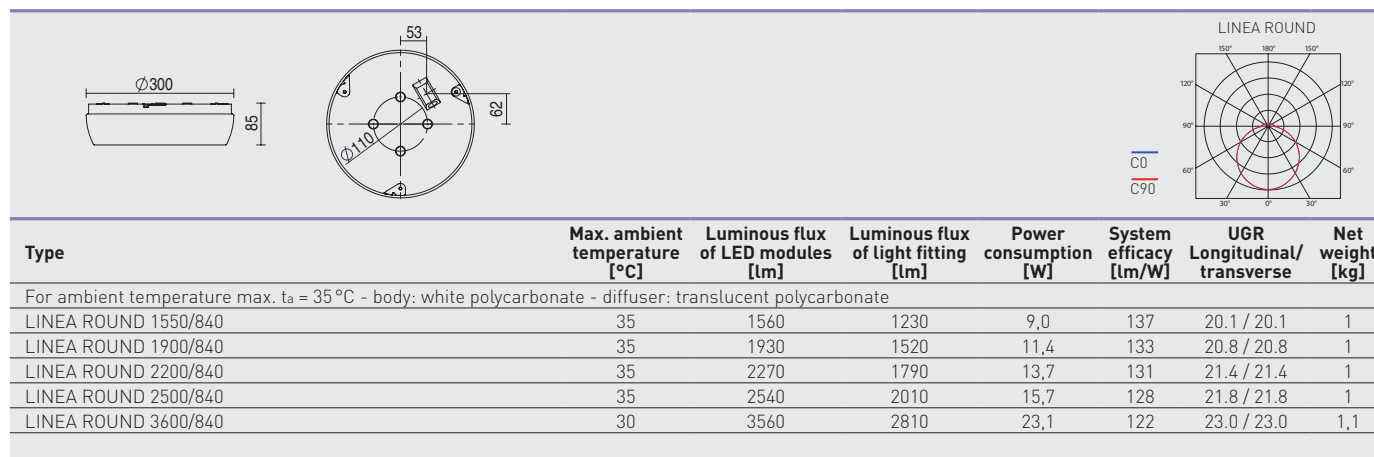 53
Ø300
85
Ø110
62
LINEA ROUND
150° 180° 150°
120° 120°
90° 90°
60° 60°
30° 0° 30°
C0
C90
Type Max. ambient temperature [°C] Luminous flux of LED modules [lm] Luminous flux of light fitting [lm] Power consumption [W] System efficacy [lm/W] UGR Longitudinal/ transverse Net weight [kg]
For ambient temperature max. ta = 35 °C - body: white polycarbonate - diffuser: translucent polycarbonate
LINEA ROUND 1550/840 35 1560 1230 9,0 137 20.1 / 20.1 1
LINEA ROUND 1900/840 35 1930 1520 11,4 133 20.8 / 20.8 1
LINEA ROUND 2200/840 35 2270 1790 13,7 131 21.4 / 21.4 1
LINEA ROUND 2500/840 35 2540 2010 15,7 128 21.8 / 21.8 1
LINEA ROUND 3600/840 30 3560 2810 23,1 122 23.0 / 23.0 1,1